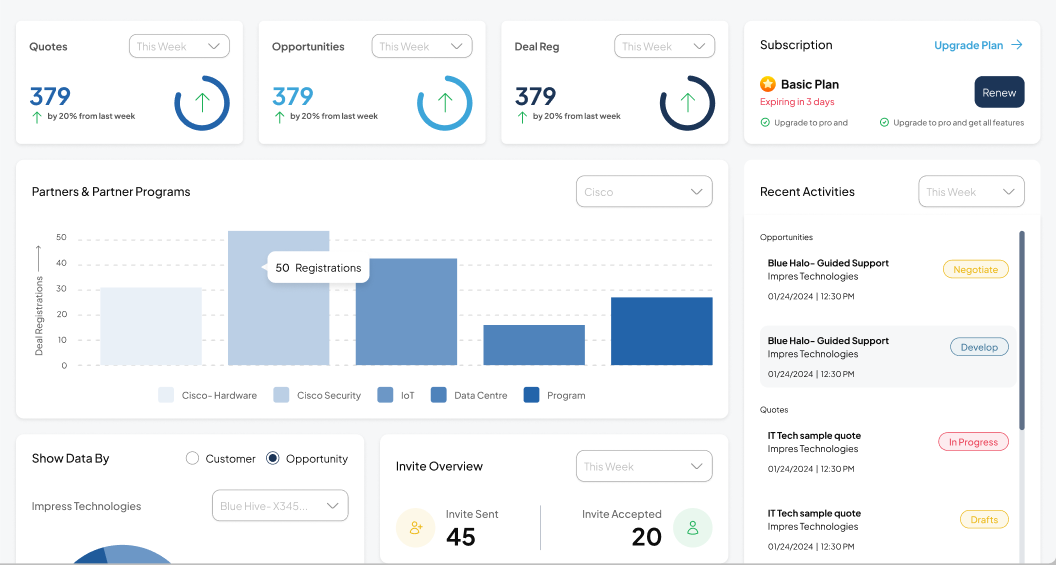 Quotes
This Week
379
by 20% from last week
Opportunities
This Week
379
by 20% from last week
Deal Reg
This Week
379
by 20% from last week
Subscription
Upgrade Plan
Basic Plan
Expiring in 3 days
Renew
Upgrade to pro and
Upgrade to pro and get all features
Partners & Partner Programs
Cisco
Deal Registrations
50
40
30
20
10
0
50 Registrations
Cisco- Hardware
Cisco Security
IoT
Data Centre
Program
Recent Activities
This Week
Opportunities
Blue Halo- Guided Support
Impres Technologies
Negotiate
01/24/2024 | 12:30 PM
Blue Halo- Guided Support
Impres Technologies
Develop
01/24/2024 | 12:30 PM
Quotes
IT Tech sample quote
Impres Technologies
In Progress
01/24/2024 | 12:30 PM
IT Tech sample quote
Impres Technologies
Drafts
01/24/2024 | 12:30 PM
Show Data By
Customer
Opportunity
Impress Technologies
Blue Hive- X345...
Invite Overview
This Week
Invite Sent
45
Invite Accepted
20